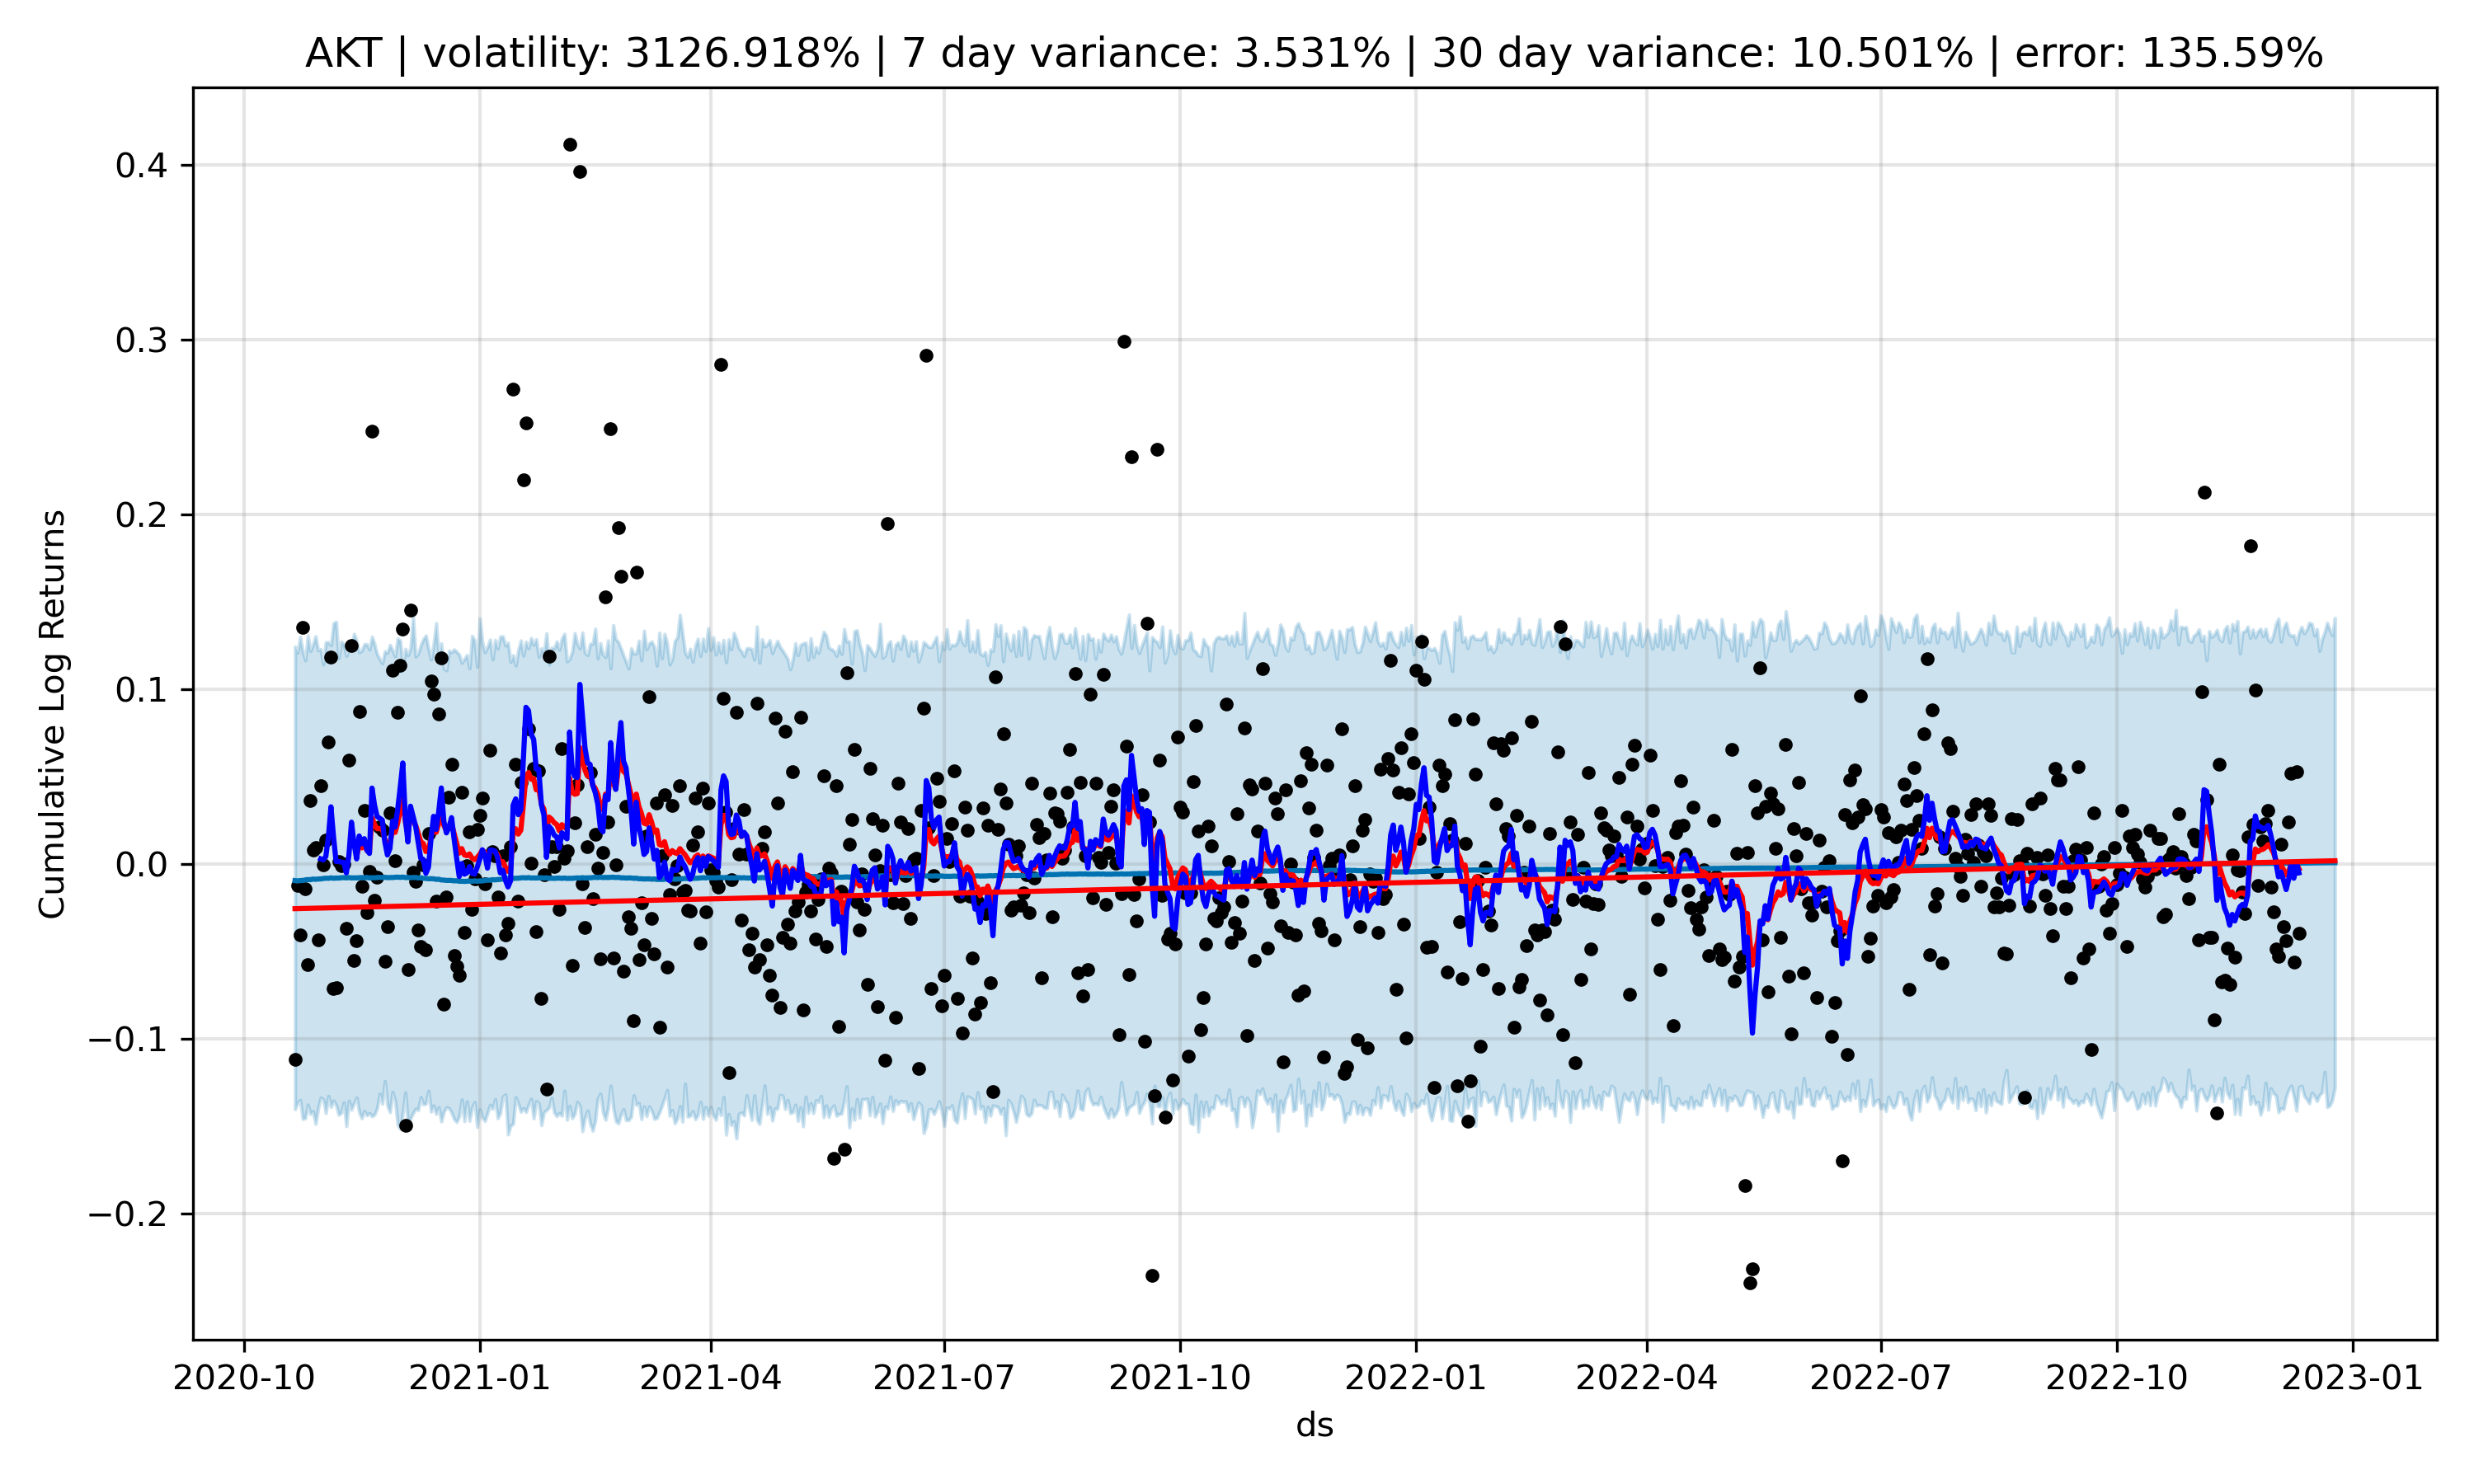 AKT | volatility: 3126.918% | 7 day variance: 3.531% | 30 day variance: 10.501% | error: 135.59%
Cumulative Log Returns
0.4
0.3
0.2
0.1
0.0
−0.1
−0.2
2020-10 2021-01 2021-04 2021-07 2021-10 2022-01 2022-04 2022-07 2022-10 2023-01
ds